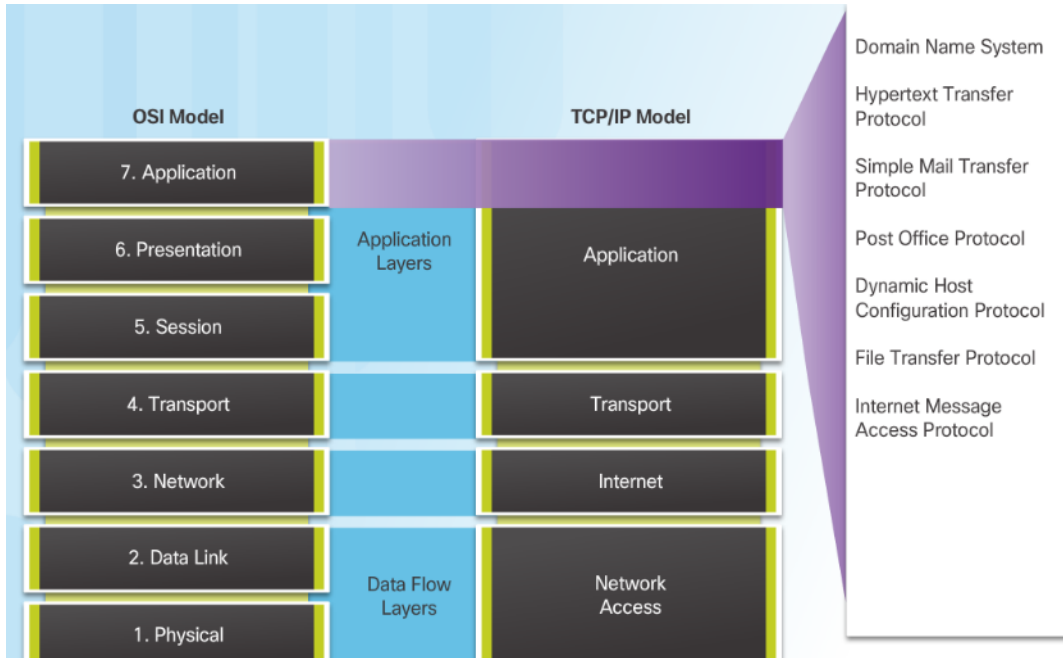 OSI Model
7. Application
6. Presentation
5. Session
4. Transport
3. Network
2. Data Link
1. Physical
Application
Layers
Data Flow
Layers
TCP/IP Model
Application
Transport
Internet
Network
Access
Domain Name System
Hypertext Transfer
Protocol
Simple Mail Transfer
Protocol
Post Office Protocol
Dynamic Host
Configuration Protocol
File Transfer Protocol
Internet Message
Access Protocol